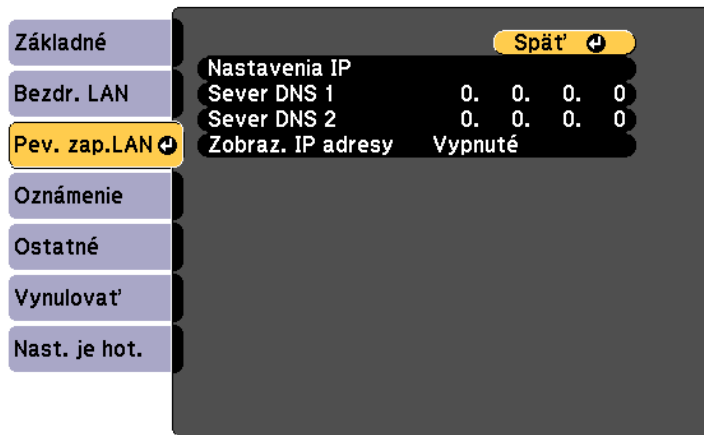 Základné
Bezdr. LAN
Pev. zap.LAN
Oznámenie
Ostatné
Vynulovať
Nast. je hot.
Späť
Nastavenia IP
Sever DNS 1 0. 0. 0. 0
Sever DNS 2 0. 0. 0. 0
Zobraz. IP adresy Vypnuté